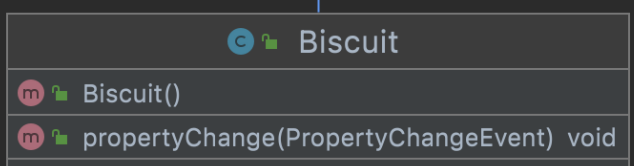 Biscuit
Biscuit()
propertyChange(PropertyChangeEvent) void